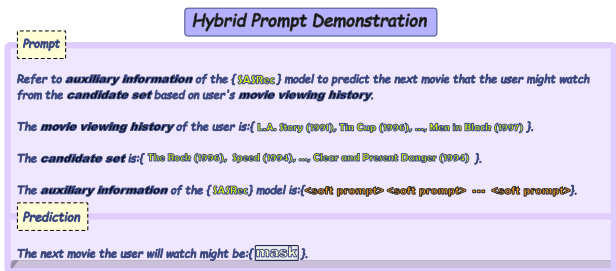 Hybrid Prompt Demonstration
Prompt
Refer to auxiliary information of the {SASRec} model to predict the next movie that the user might watch
from the candidate set based on user's movie viewing history.
The movie viewing history of the user is:{ L.A. Story (1991), Tin Cup (1996), ..., Men in Black (1997) }.
The candidate set is:{ The Rock (1996), Speed (1994), ..., Clear and Present Danger (1994) }.
The auxiliary information of the {SASRec} model is:{<soft prompt> <soft prompt> ... <soft prompt>}.
Prediction
The next movie the user will watch might be:{mask}.